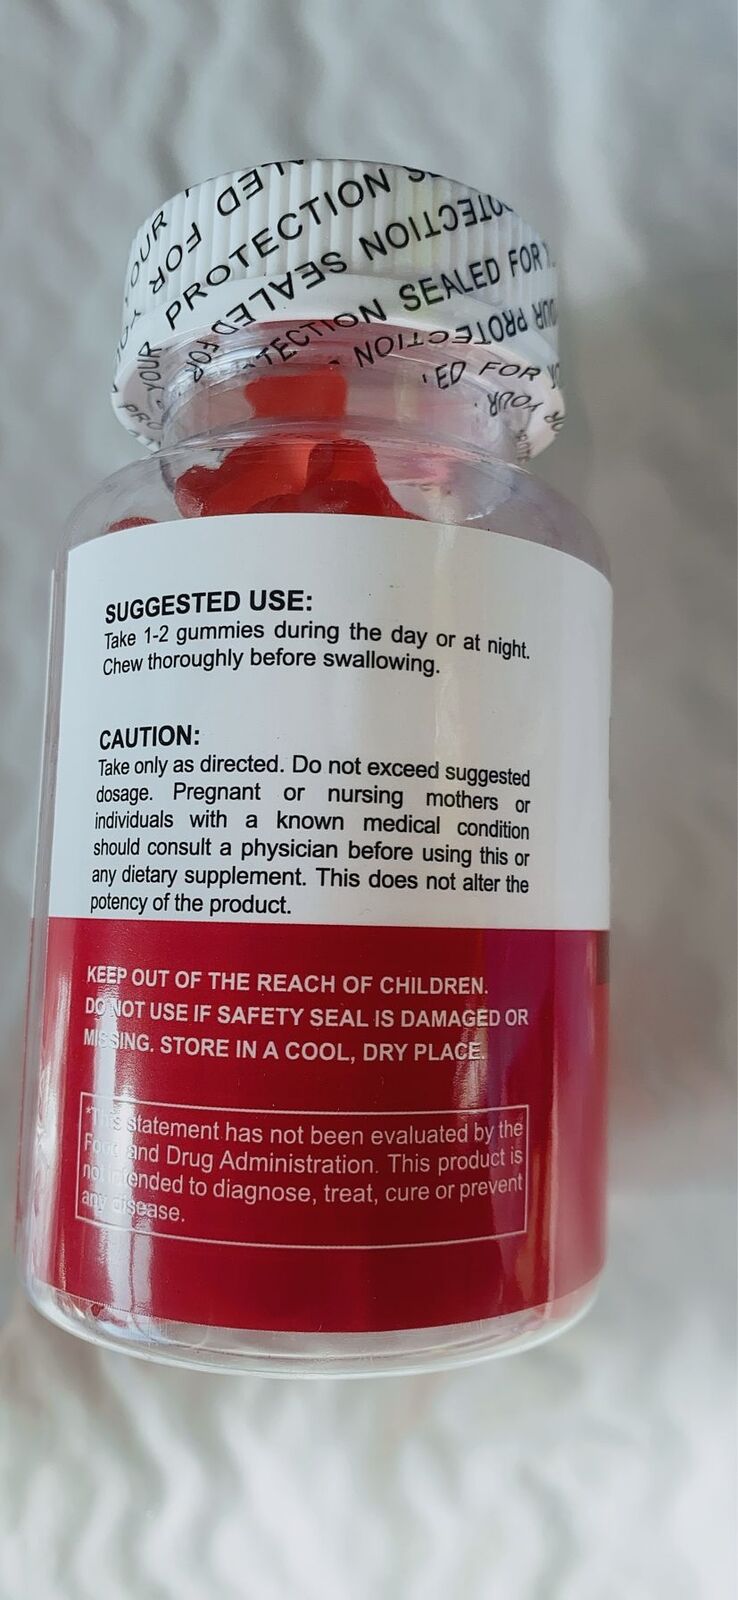 SEALED FOR YOUR PROTECTION
SUGGESTED USE:
Take 1-2 gummies during the day or at night.
Chew thoroughly before swallowing.
CAUTION:
Take only as directed. Do not exceed suggested
dosage. Pregnant or nursing mothers or
individuals with a known medical condition
should consult a physician before using this or
any dietary supplement. This does not alter the
potency of the product.
KEEP OUT OF THE REACH OF CHILDREN.
DO NOT USE IF SAFETY SEAL IS DAMAGED OR
MISSING. STORE IN A COOL, DRY PLACE.
*This statement has not been evaluated by the
Food and Drug Administration. This product is
not intended to diagnose, treat, cure or prevent
any disease.